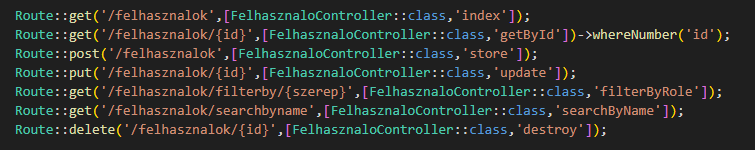 Route::get('/felhasznalok',[FelhasznaloController::class,'index']);
Route::get('/felhasznalok/{id}',[FelhasznaloController::class,'getById'])->whereNumber('id');
Route::post('/felhasznalok',[FelhasznaloController::class,'store']);
Route::put('/felhasznalok/{id}',[FelhasznaloController::class,'update']);
Route::get('/felhasznalok/filterby/{szerep}',[FelhasznaloController::class,'filterByRole']);
Route::get('/felhasznalok/searchbyname',[FelhasznaloController::class,'searchByName']);
Route::delete('/felhasznalok/{id}',[FelhasznaloController::class,'destroy']);